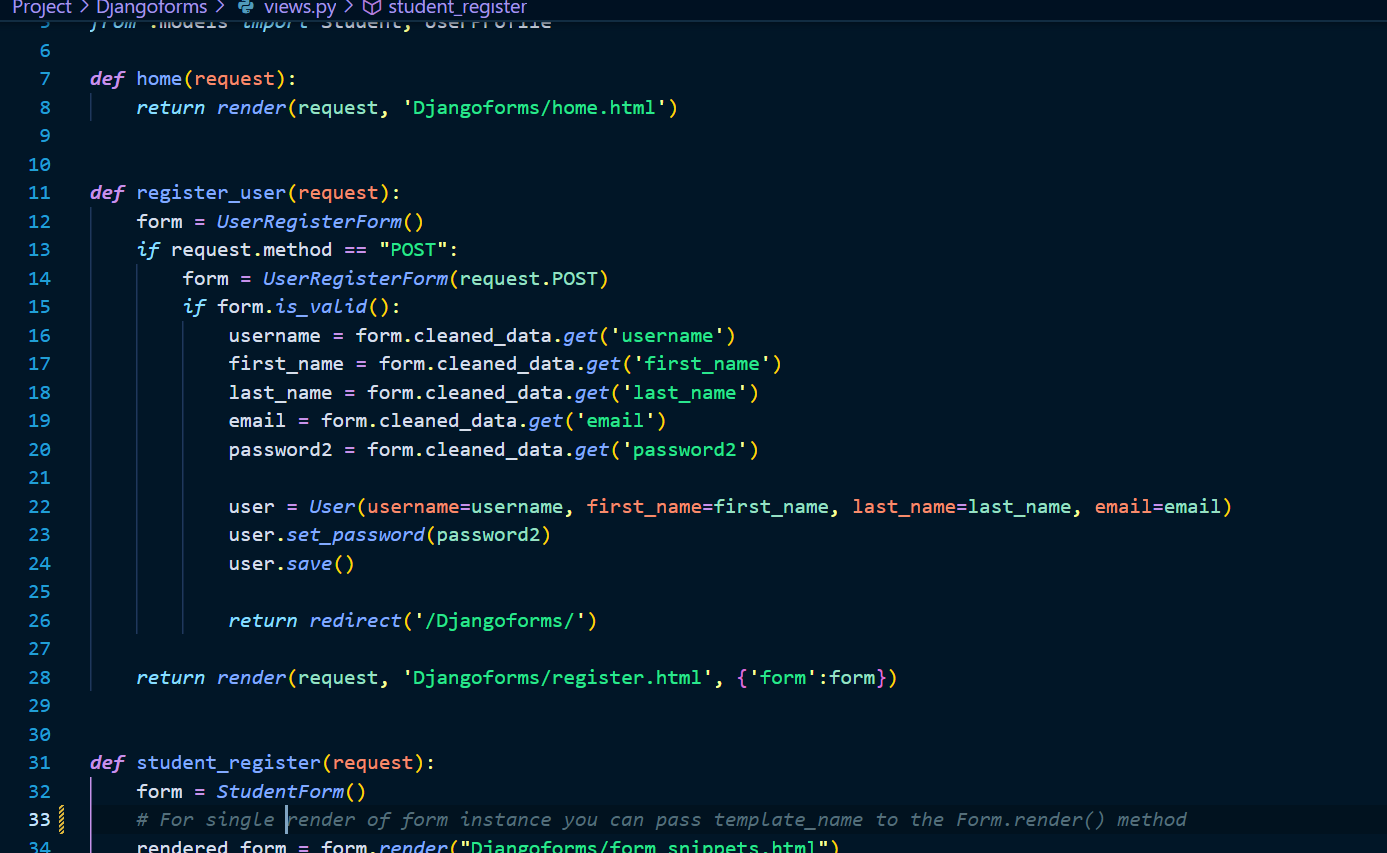 Project > Djangoforms > views.py > student_register
5 from .models import Student, UserProfile
6
7 def home(request):
8     return render(request, 'Djangoforms/home.html')
9
10
11 def register_user(request):
12     form = UserRegisterForm()
13     if request.method == "POST":
14         form = UserRegisterForm(request.POST)
15         if form.is_valid():
16             username = form.cleaned_data.get('username')
17             first_name = form.cleaned_data.get('first_name')
18             last_name = form.cleaned_data.get('last_name')
19             email = form.cleaned_data.get('email')
20             password2 = form.cleaned_data.get('password2')
21
22             user = User(username=username, first_name=first_name, last_name=last_name, email=email)
23             user.set_password(password2)
24             user.save()
25
26             return redirect('/Djangoforms/')
27
28     return render(request, 'Djangoforms/register.html', {'form':form})
29
30
31 def student_register(request):
32     form = StudentForm()
33     # For single render of form instance you can pass template_name to the Form.render() method
34     rendered_form = form.render("Djangoforms/form_snippets.html")